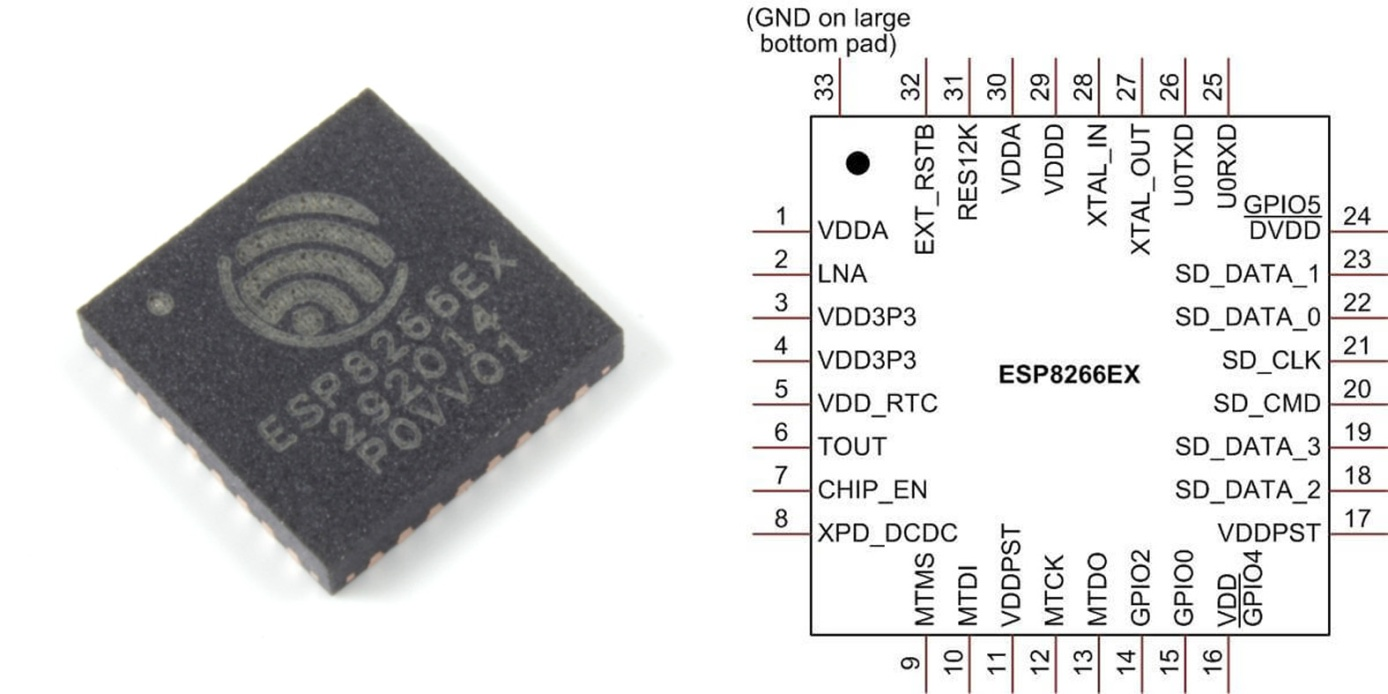 ESP8266EX
292014
P0VV01
(GND on large
bottom pad)
33
32
31
30
29
28
27
26
25
EXT_RSTB
RES12K
VDDA
VDDD
XTAL_IN
XTAL_OUT
U0TXD
U0RXD
1
VDDA
2
LNA
3
VDD3P3
4
VDD3P3
5
VDD_RTC
6
TOUT
7
CHIP_EN
8
XPD_DCDC
ESP8266EX
GPIO5
DVDD
24
SD_DATA_1
23
SD_DATA_0
22
SD_CLK
21
SD_CMD
20
SD_DATA_3
19
SD_DATA_2
18
VDDPST
17
MTMS
MTDI
VDDPST
MTCK
MTDO
GPIO2
GPIO0
VDD
GPIO4
9
10
11
12
13
14
15
16